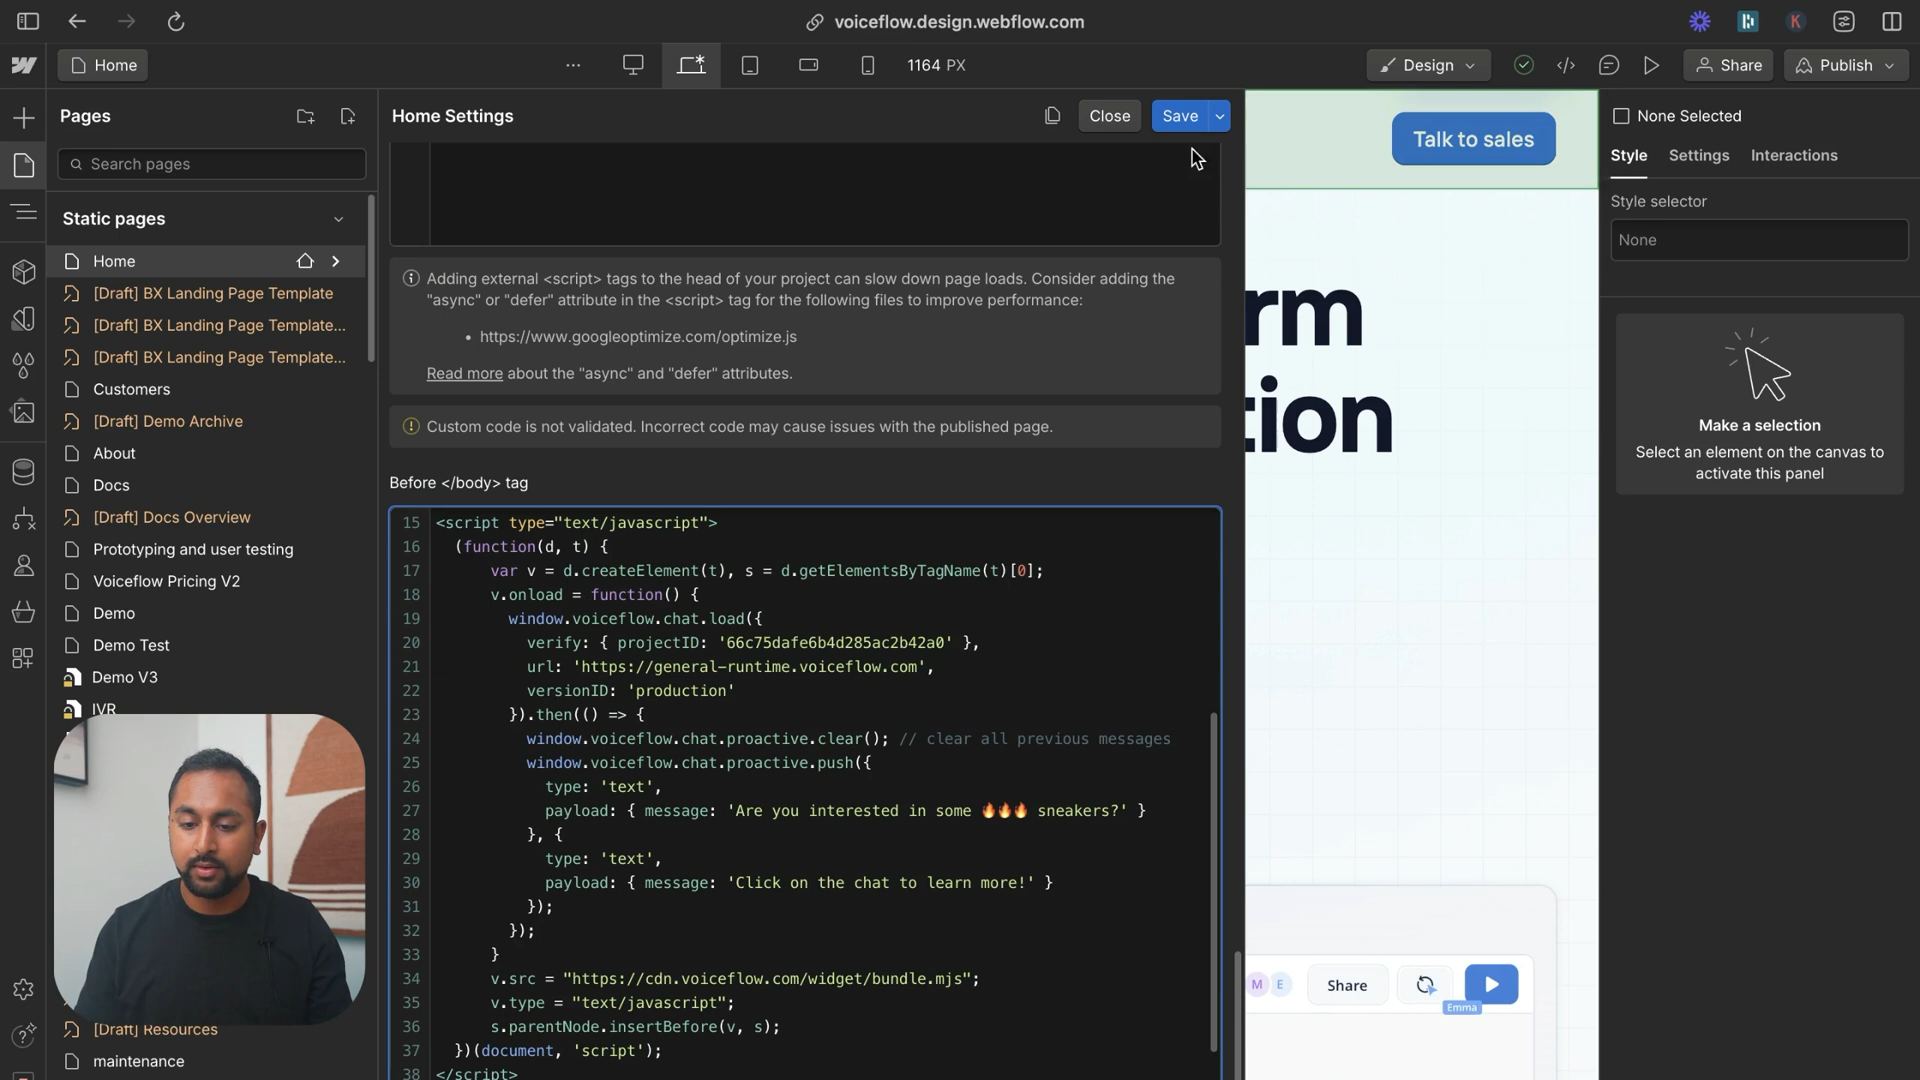 voiceflow.design.webflow.com
Home
1164 PX
Design
Share
Publish
Pages
Search pages
Static pages
Home
[Draft] BX Landing Page Template
[Draft] BX Landing Page Template...
[Draft] BX Landing Page Template...
Customers
[Draft] Demo Archive
About
Docs
[Draft] Docs Overview
Prototyping and user testing
Voiceflow Pricing V2
Demo
Demo Test
Demo V3
IVR
[Draft] Resources
maintenance
Home Settings
Close
Save
Adding external <script> tags to the head of your project can slow down page loads. Consider adding the
"async" or "defer" attribute in the <script> tag for the following files to improve performance:
• https://www.googleoptimize.com/optimize.js
Read more about the "async" and "defer" attributes.
Custom code is not validated. Incorrect code may cause issues with the published page.
Before </body> tag
15 <script type="text/javascript">
16 (function(d, t) {
17 var v = d.createElement(t), s = d.getElementsByTagName(t)[0];
18 v.onload = function() {
19 window.voiceflow.chat.load({
20 verify: { projectID: '66c75dafe6b4d285ac2b42a0' },
21 url: 'https://general-runtime.voiceflow.com',
22 versionID: 'production'
23 }).then(() => {
24 window.voiceflow.chat.proactive.clear(); // clear all previous messages
25 window.voiceflow.chat.proactive.push({
26 type: 'text',
27 payload: { message: 'Are you interested in some 🔥🔥🔥 sneakers?' }
28 }, {
29 type: 'text',
30 payload: { message: 'Click on the chat to learn more!' }
31 });
32 });
33 }
34 v.src = "https://cdn.voiceflow.com/widget/bundle.mjs";
35 v.type = "text/javascript";
36 s.parentNode.insertBefore(v, s);
37 })(document, 'script');
38 </script>
Talk to sales
rm
tion
M E
Share
Emma
None Selected
Style Settings Interactions
Style selector
None
Make a selection
Select an element on the canvas to
activate this panel